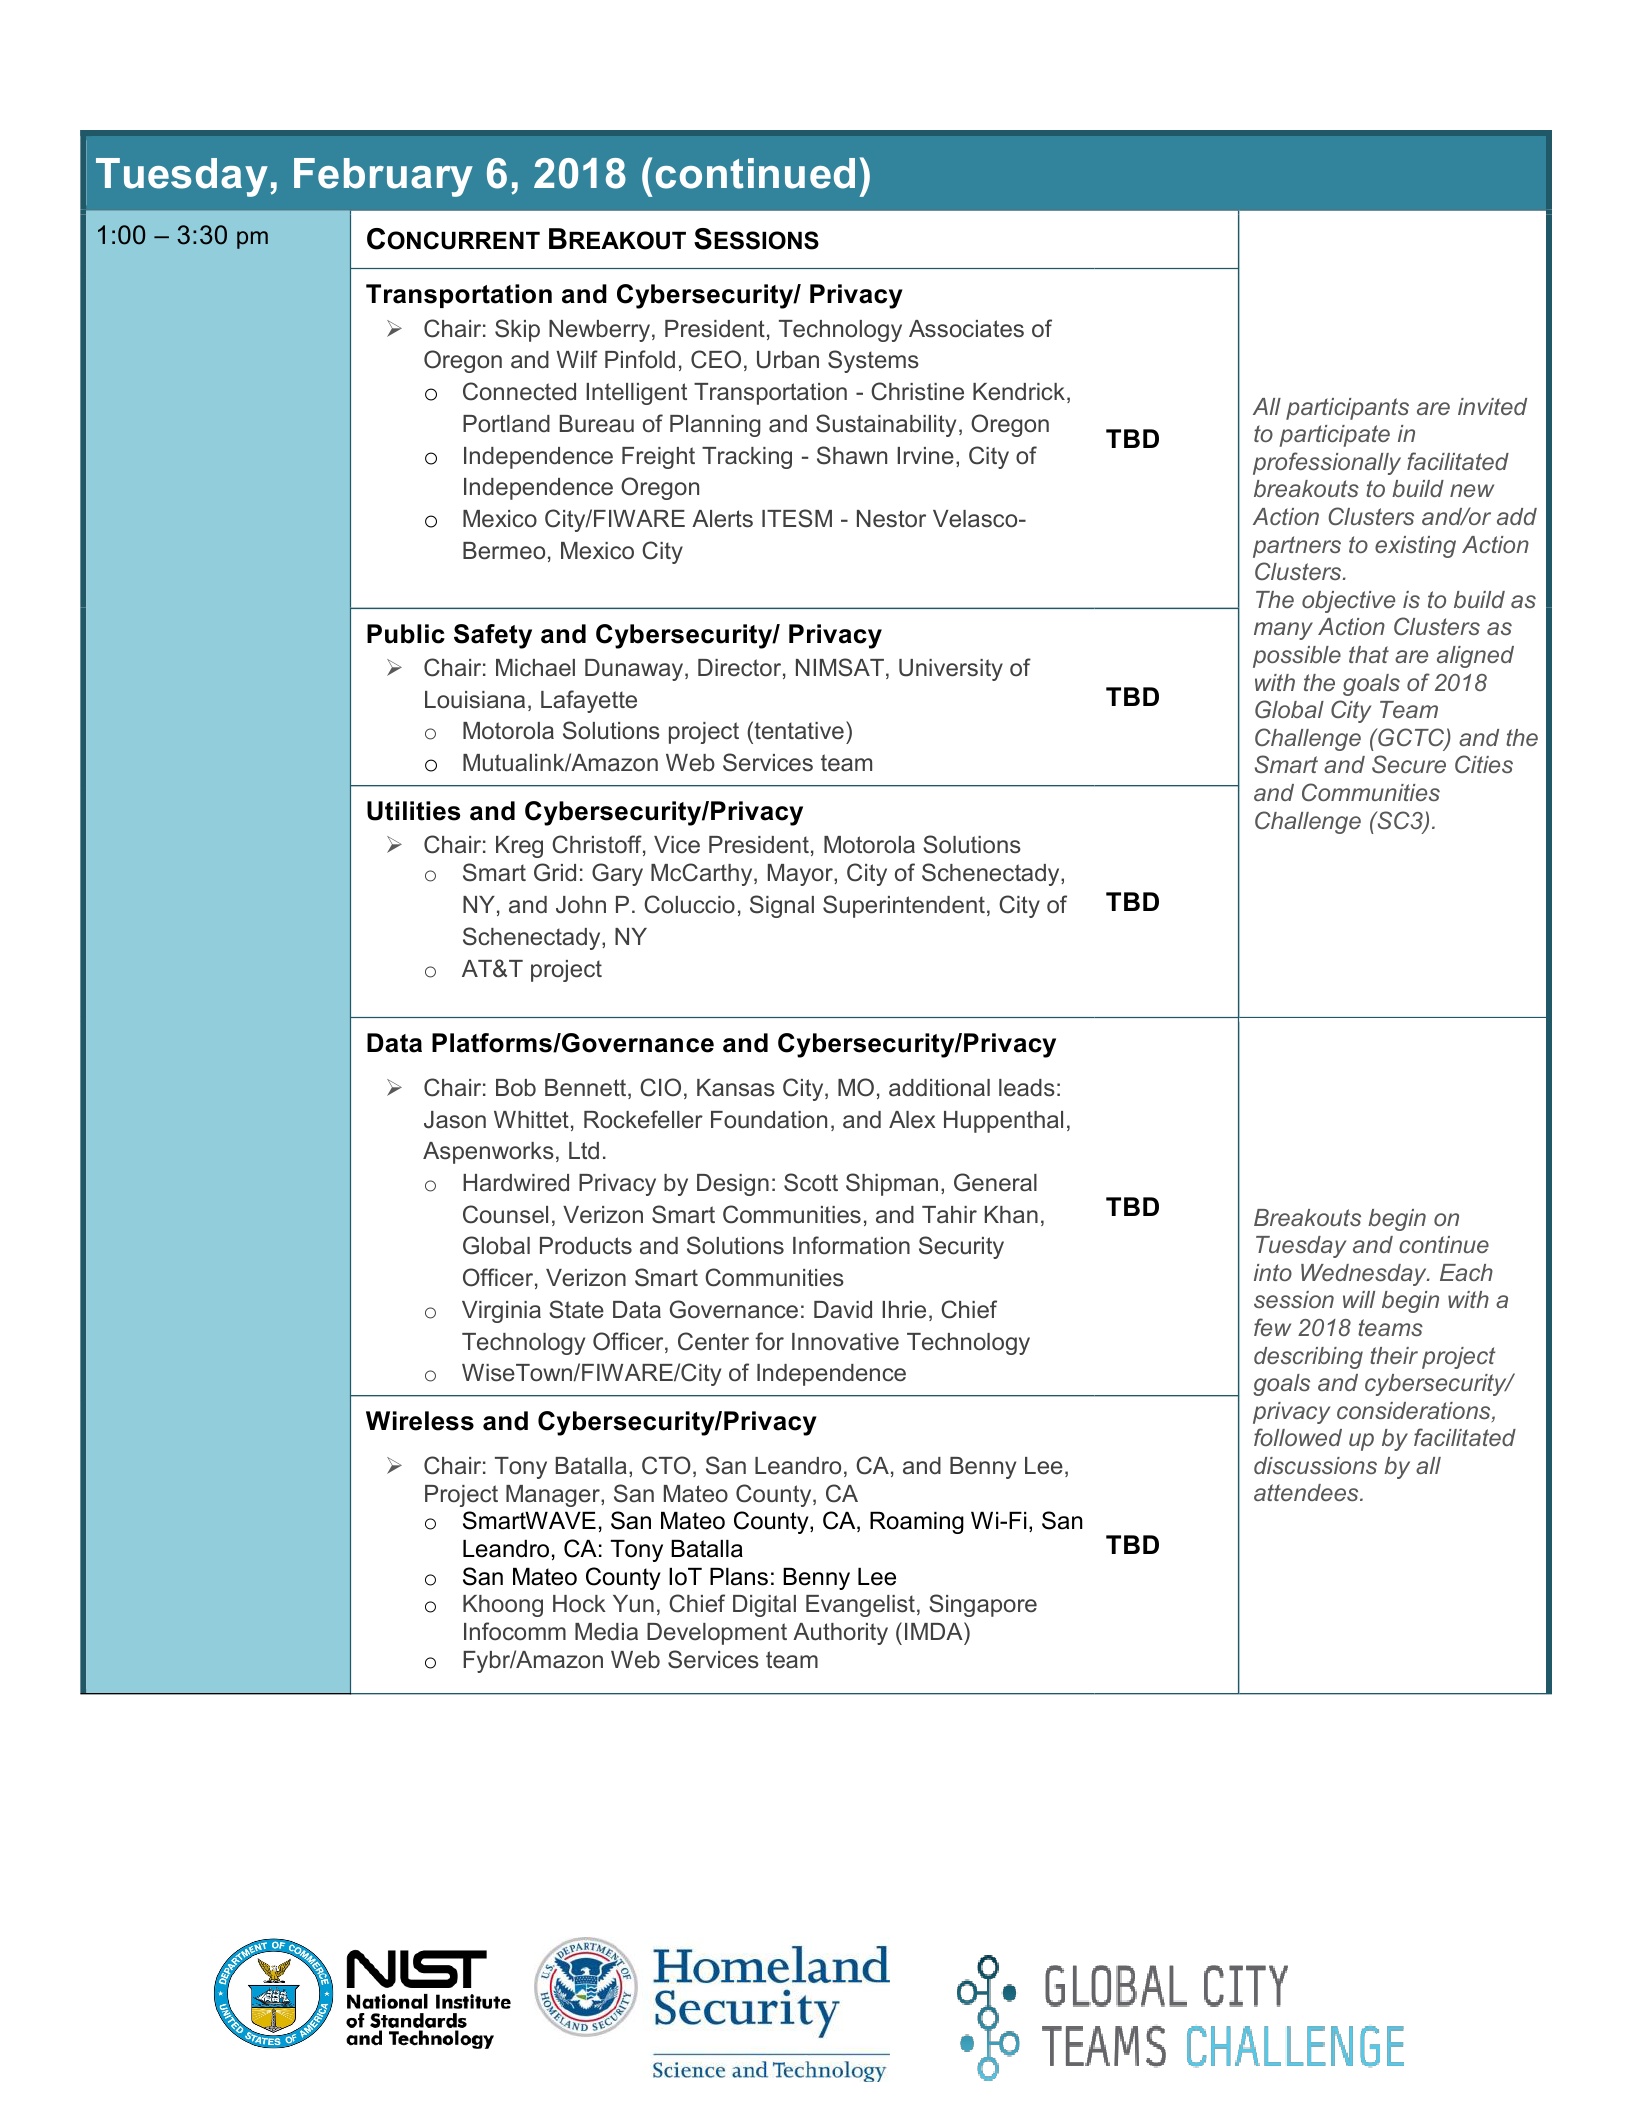 Tuesday, February 6, 2018 (continued)
1:00 – 3:30 pm
CONCURRENT BREAKOUT SESSIONS
Transportation and Cybersecurity/ Privacy
➢ Chair: Skip Newberry, President, Technology Associates of
Oregon and Wilf Pinfold, CEO, Urban Systems
o Connected Intelligent Transportation - Christine Kendrick,
Portland Bureau of Planning and Sustainability, Oregon
o Independence Freight Tracking - Shawn Irvine, City of
Independence Oregon
o Mexico City/FIWARE Alerts ITESM - Nestor Velasco-
Bermeo, Mexico City
TBD
Public Safety and Cybersecurity/ Privacy
➢ Chair: Michael Dunaway, Director, NIMSAT, University of
Louisiana, Lafayette
o Motorola Solutions project (tentative)
o Mutualink/Amazon Web Services team
TBD
Utilities and Cybersecurity/Privacy
➢ Chair: Kreg Christoff, Vice President, Motorola Solutions
o Smart Grid: Gary McCarthy, Mayor, City of Schenectady,
NY, and John P. Coluccio, Signal Superintendent, City of
Schenectady, NY
o AT&T project
TBD
All participants are invited
to participate in
professionally facilitated
breakouts to build new
Action Clusters and/or add
partners to existing Action
Clusters.
The objective is to build as
many Action Clusters as
possible that are aligned
with the goals of 2018
Global City Team
Challenge (GCTC) and the
Smart and Secure Cities
and Communities
Challenge (SC3).
Data Platforms/Governance and Cybersecurity/Privacy
➢ Chair: Bob Bennett, CIO, Kansas City, MO, additional leads:
Jason Whittet, Rockefeller Foundation, and Alex Huppenthal,
Aspenworks, Ltd.
o Hardwired Privacy by Design: Scott Shipman, General
Counsel, Verizon Smart Communities, and Tahir Khan,
Global Products and Solutions Information Security
Officer, Verizon Smart Communities
o Virginia State Data Governance: David Ihrie, Chief
Technology Officer, Center for Innovative Technology
o WiseTown/FIWARE/City of Independence
TBD
Wireless and Cybersecurity/Privacy
➢ Chair: Tony Batalla, CTO, San Leandro, CA, and Benny Lee,
Project Manager, San Mateo County, CA
o SmartWAVE, San Mateo County, CA, Roaming Wi-Fi, San
Leandro, CA: Tony Batalla
o San Mateo County IoT Plans: Benny Lee
o Khoong Hock Yun, Chief Digital Evangelist, Singapore
Infocomm Media Development Authority (IMDA)
o Fybr/Amazon Web Services team
TBD
Breakouts begin on
Tuesday and continue
into Wednesday. Each
session will begin with a
few 2018 teams
describing their project
goals and cybersecurity/
privacy considerations,
followed up by facilitated
discussions by all
attendees.
DEPARTMENT OF COMMERCE
UNITED STATES OF AMERICA
NIST
National Institute
of Standards
and Technology
U.S. DEPARTMENT OF
HOMELAND SECURITY
Homeland
Security
Science and Technology
GLOBAL CITY
TEAMS CHALLENGE